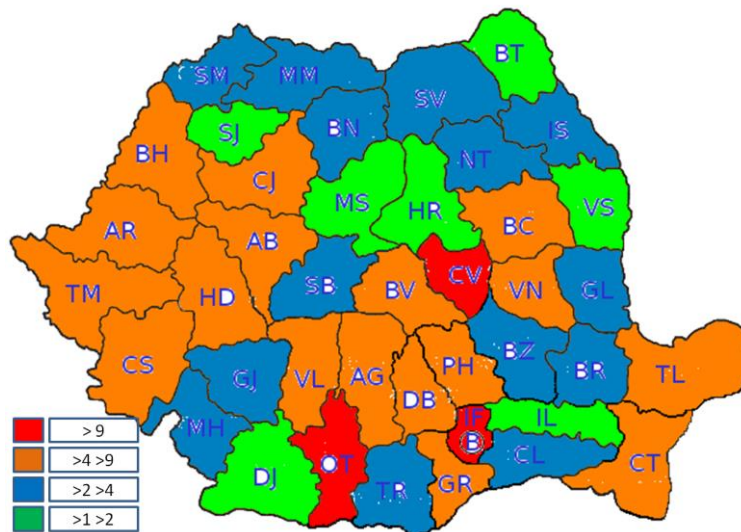 BT
SM MM
SV
BN IS
SJ
NT
BH
CJ
MS HR VS
AR BC
AB
CV
SB
TM HD BV VN GL
BZ
CS PH BR TL
GJ VL AG
DB
IF IL
MH B
OT CL CT
DJ GR
TR
> 9
>4 >9
>2 >4
>1 >2